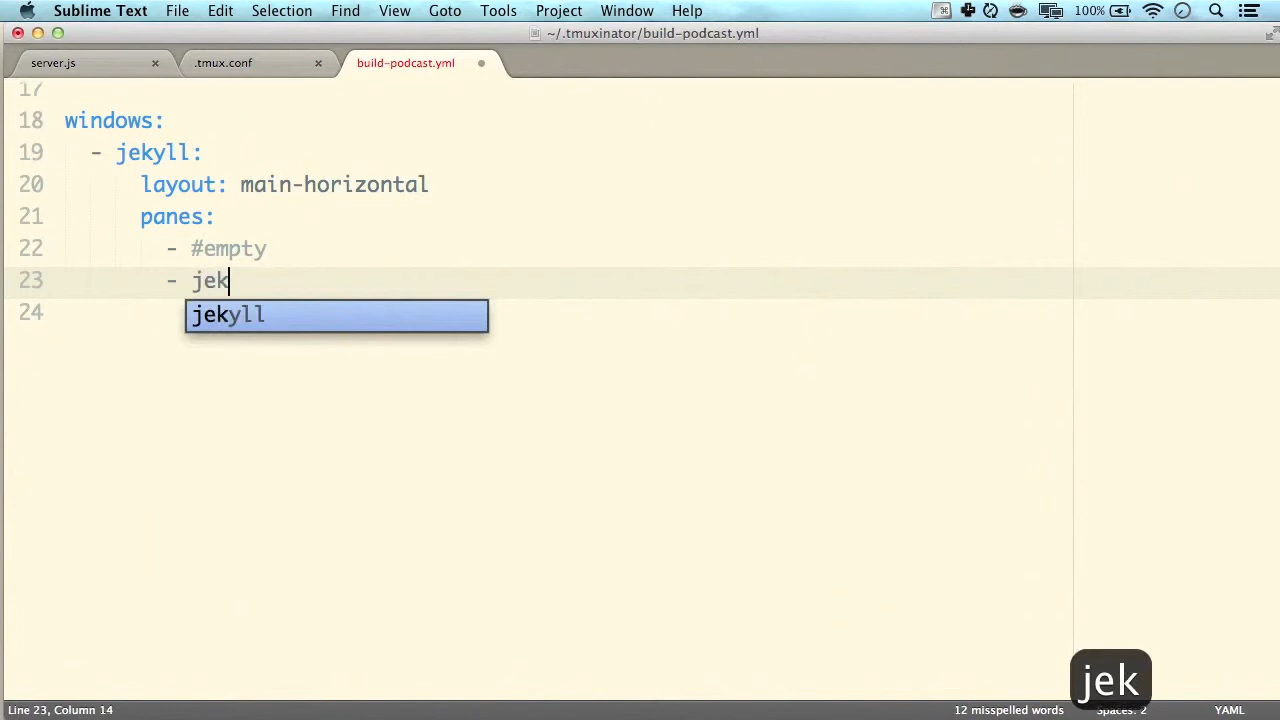 Sublime Text File Edit Selection Find View Goto Tools Project Window Help 100%
~/.tmuxinator/build-podcast.yml
server.js × .tmux.conf × build-podcast.yml
17
18 windows:
19 - jekyll:
20 layout: main-horizontal
21 panes:
22 - #empty
23 - jek
jekyll
24
jek
Line 23, Column 14 12 misspelled words Spaces: 2 YAML